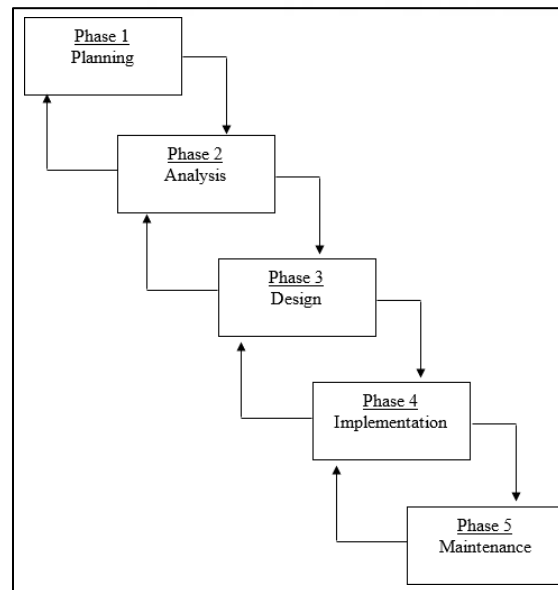 Phase 1
Planning
Phase 2
Analysis
Phase 3
Design
Phase 4
Implementation
Phase 5
Maintenance